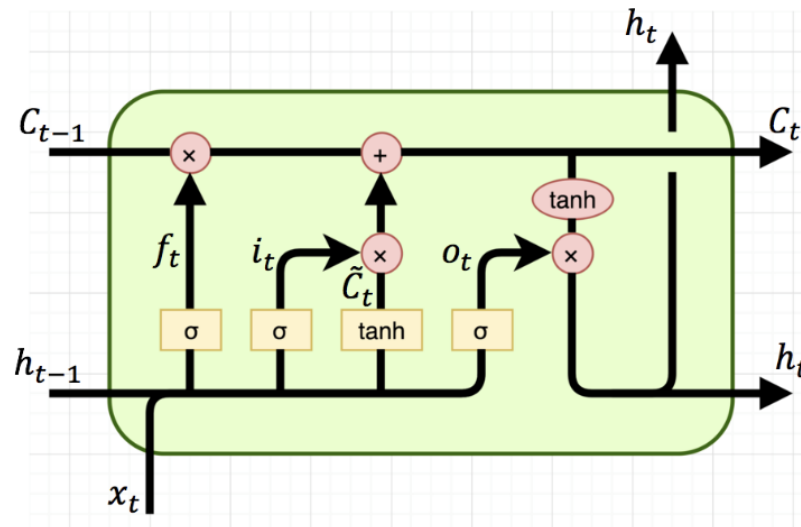 h_t
C_{t-1}
C_t
×
+
tanh
f_t
i_t
×
o_t
×
C̃_t
σ
σ
tanh
σ
h_{t-1}
h_t
x_t